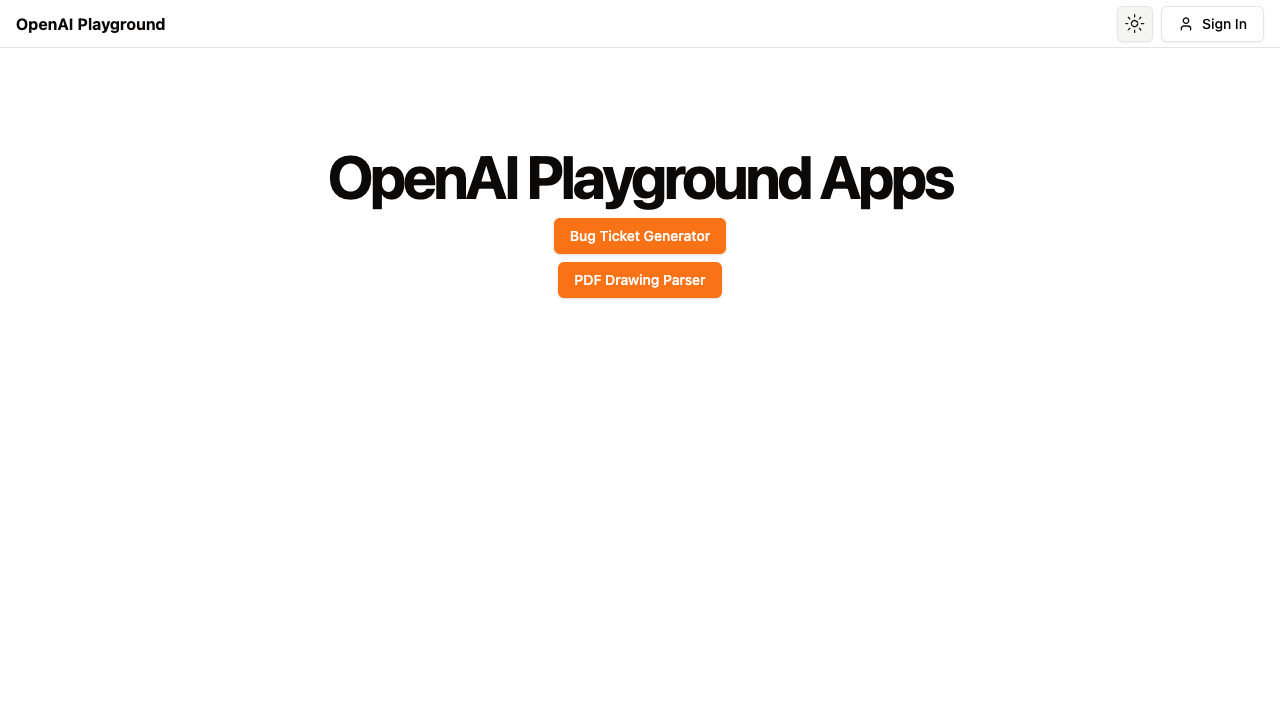 OpenAI Playground
Sign In
OpenAI Playground Apps
Bug Ticket Generator
PDF Drawing Parser